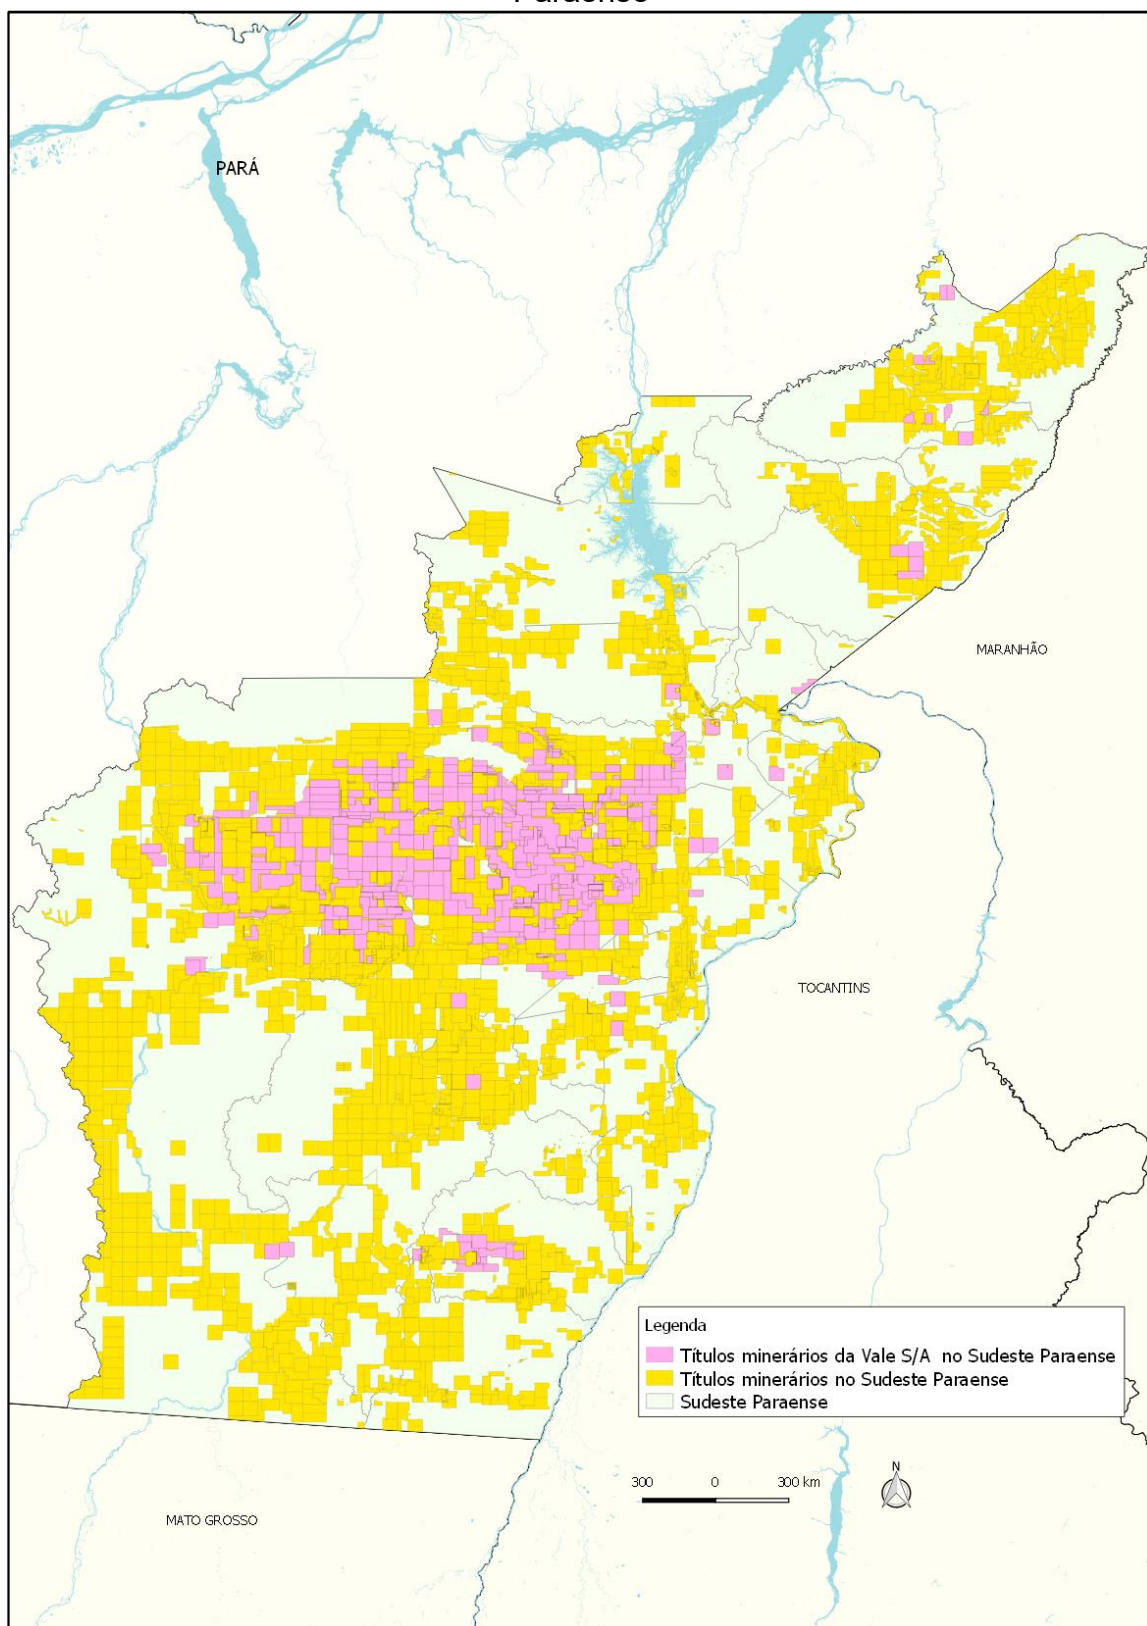 Paraense
PARÁ
MARANHÃO
TOCANTINS
Legenda
Títulos minerários da Vale S/A no Sudeste Paraense
Títulos minerários no Sudeste Paraense
Sudeste Paraense
300 0 300 km
N
MATO GROSSO